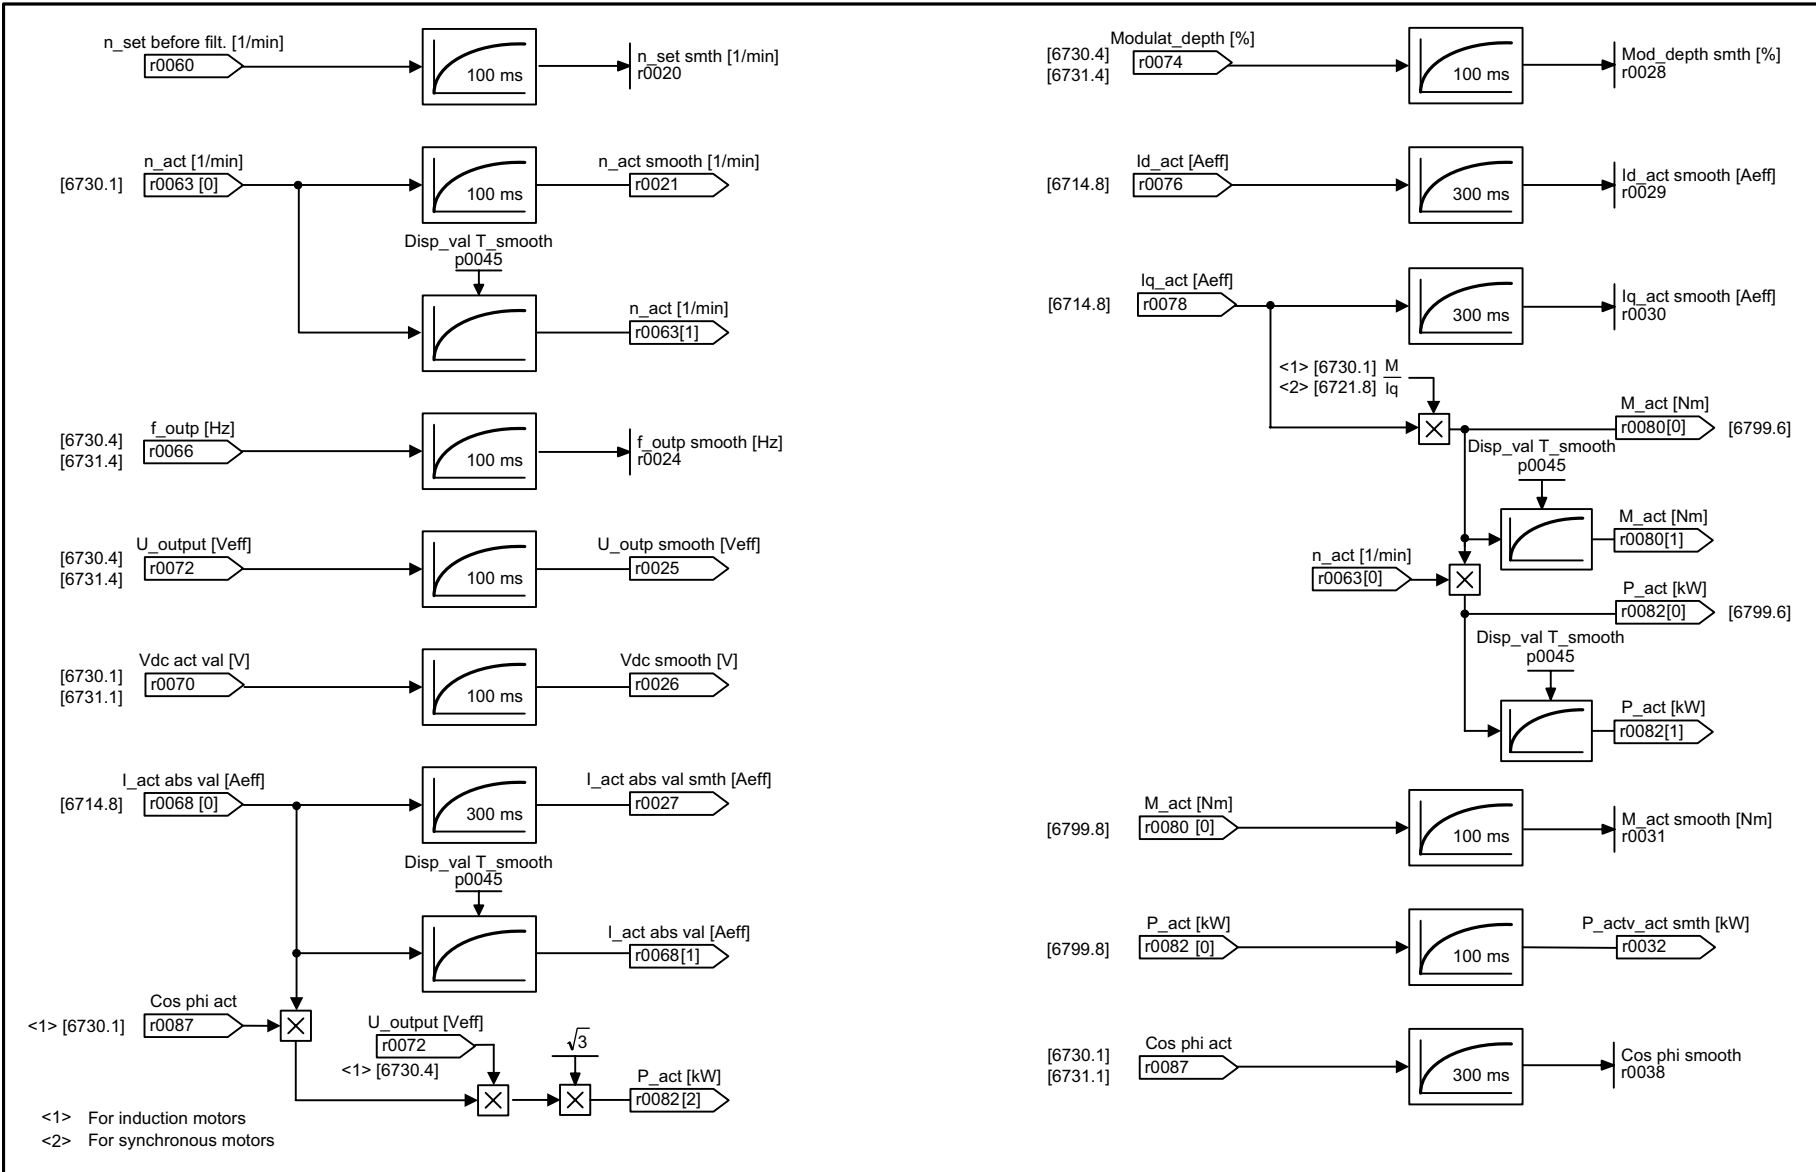 n_set before filt. [1/min]
r0060
100 ms
n_set smth [1/min]
r0020
[6730.1]
n_act [1/min]
r0063 [0]
100 ms
n_act smooth [1/min]
r0021
Disp_val T_smooth
p0045
n_act [1/min]
r0063[1]
[6730.4]
[6731.4]
f_outp [Hz]
r0066
100 ms
f_outp smooth [Hz]
r0024
[6730.4]
[6731.4]
U_output [Veff]
r0072
100 ms
U_outp smooth [Veff]
r0025
[6730.1]
[6731.1]
Vdc act val [V]
r0070
100 ms
Vdc smooth [V]
r0026
[6714.8]
I_act abs val [Aeff]
r0068 [0]
300 ms
I_act abs val smth [Aeff]
r0027
Disp_val T_smooth
p0045
I_act abs val [Aeff]
r0068[1]
<1> [6730.1]
Cos phi act
r0087
U_output [Veff]
r0072
<1> [6730.4]
√3
P_act [kW]
r0082[2]
<1> For induction motors
<2> For synchronous motors
[6730.4]
[6731.4]
Modulat_depth [%]
r0074
100 ms
Mod_depth smth [%]
r0028
[6714.8]
Id_act [Aeff]
r0076
300 ms
Id_act smooth [Aeff]
r0029
[6714.8]
Iq_act [Aeff]
r0078
300 ms
Iq_act smooth [Aeff]
r0030
<1> [6730.1] M
<2> [6721.8] Iq
M_act [Nm]
r0080[0] [6799.6]
Disp_val T_smooth
p0045
M_act [Nm]
r0080[1]
n_act [1/min]
r0063[0]
P_act [kW]
r0082[0] [6799.6]
Disp_val T_smooth
p0045
P_act [kW]
r0082[1]
[6799.8]
M_act [Nm]
r0080 [0]
100 ms
M_act smooth [Nm]
r0031
[6799.8]
P_act [kW]
r0082 [0]
100 ms
P_actv_act smth [kW]
r0032
[6730.1]
[6731.1]
Cos phi act
r0087
300 ms
Cos phi smooth
r0038